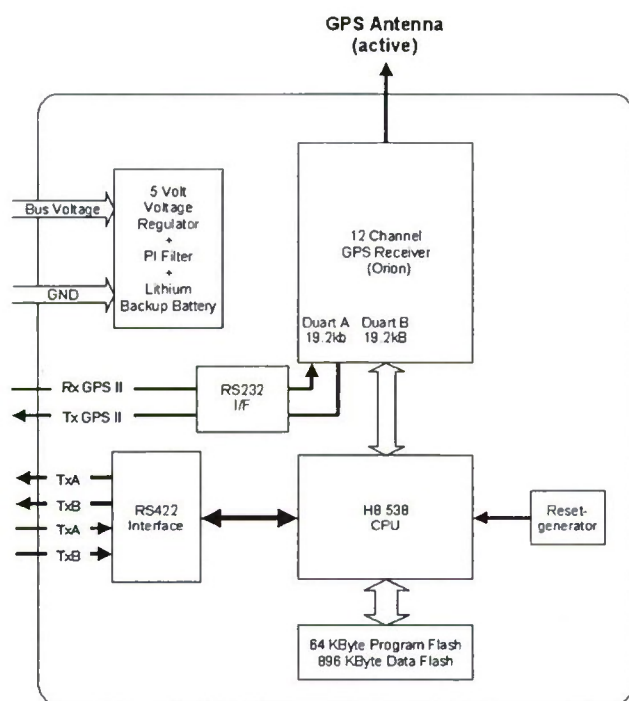 GPS Antenna
(active)
5 Volt
Voltage
Regulator
+
PI Filter
+
Lithium
Backup Battery
Bus Voltage
GND
12 Channel
GPS Receiver
(Orion)
Duart A
19.2kb
Duart B
19.2kB
Rx GPS II
Tx GPS II
RS232
I/F
TxA
TxB
TxA
TxB
RS422
Interface
H8 538
CPU
Reset-
generator
64 KByte Program Flash
896 KByte Data Flash